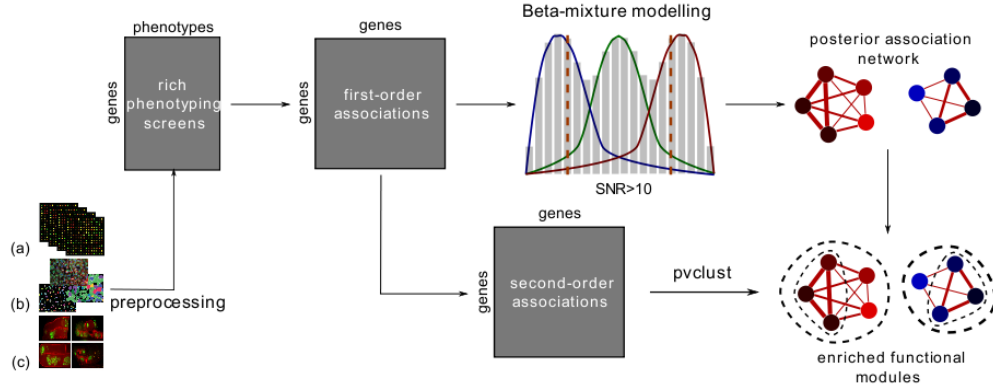 phenotypes
genes
rich
phenotyping
screens
genes
genes
first-order
associations
Beta-mixture modelling
SNR>10
posterior association
network
(a)
(b)
(c)
preprocessing
genes
genes
second-order
associations
pvclust
enriched functional
modules